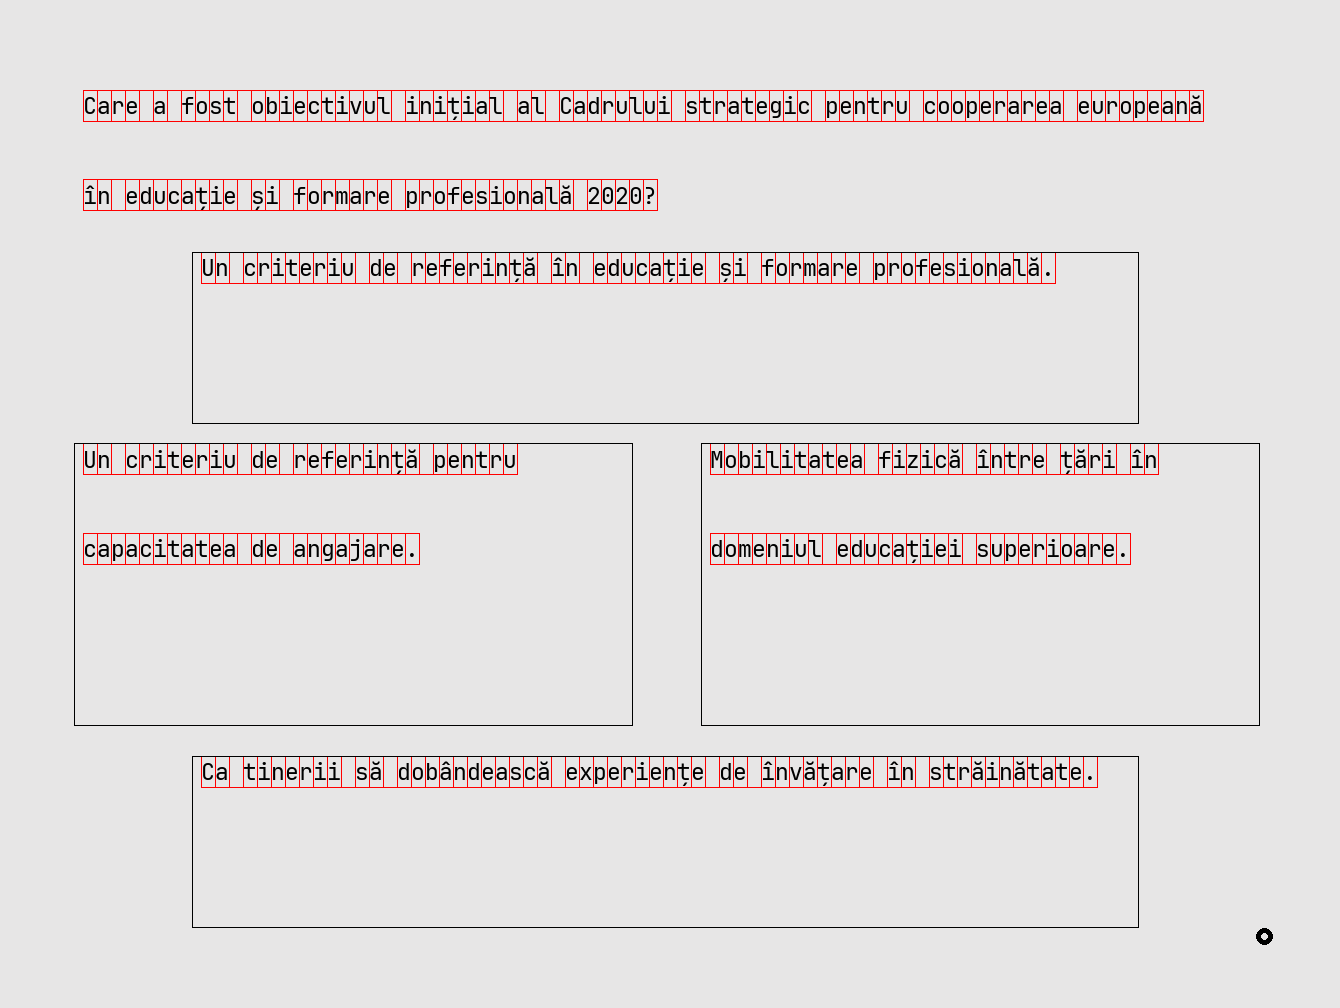 Care a fost obiectivul inițial al Cadrului strategic pentru cooperarea europeană
în educație și formare profesională 2020?
Un criteriu de referință în educație și formare profesională.
Un criteriu de referință pentru
capacitatea de angajare.
Mobilitatea fizică între țări în
domeniul educației superioare.
Ca tinerii să dobândească experiențe de învățare în străinătate.